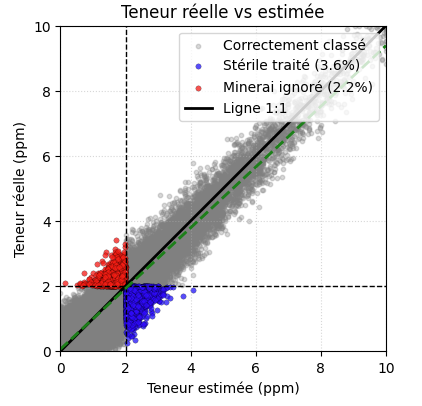 Teneur réelle vs estimée
Correctement classé
Stérile traité (3.6%)
Minerai ignoré (2.2%)
Ligne 1:1
Teneur réelle (ppm)
10
8
6
4
2
0
0 2 4 6 8 10
Teneur estimée (ppm)